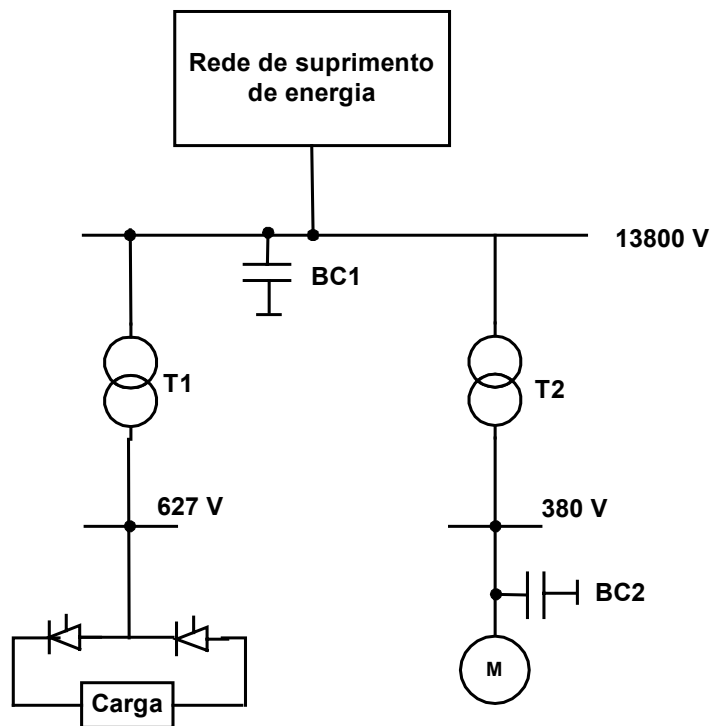 Rede de suprimento
de energia
13800 V
BC1
T1
T2
627 V
380 V
BC2
M
Carga